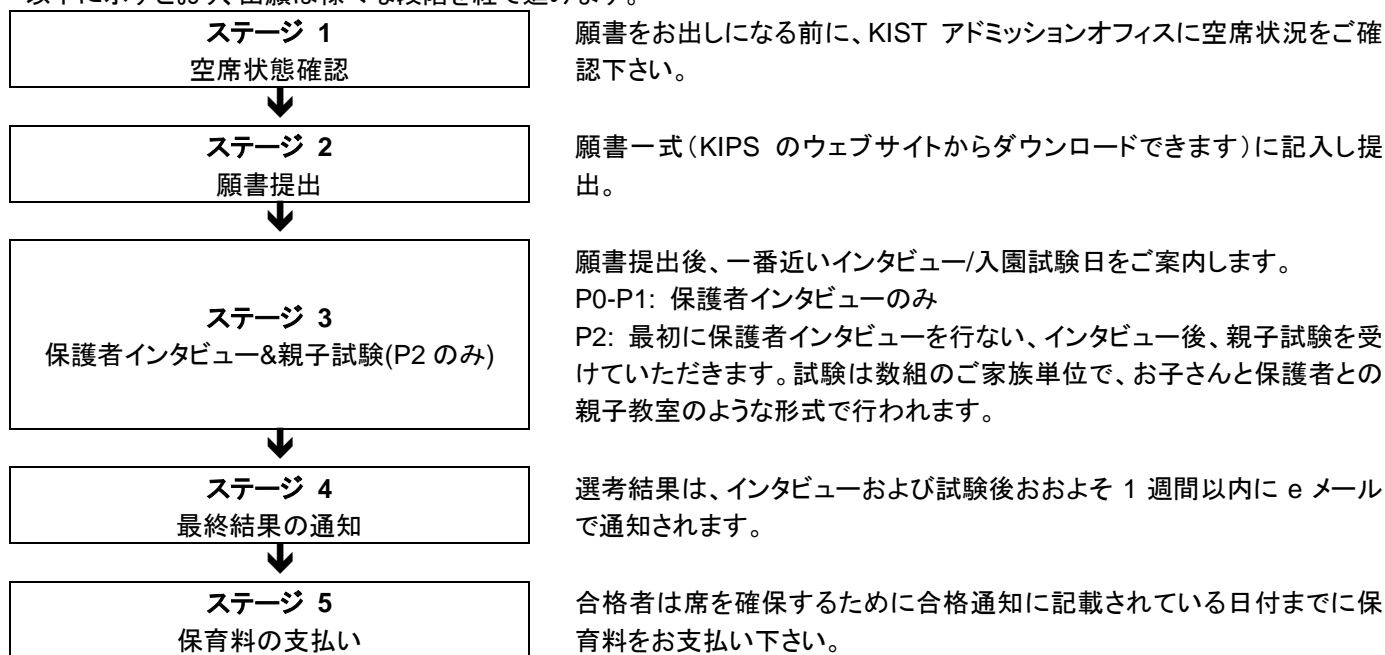 以下に示すとおり、出願は様々な段階を経て進みます。
ステージ 1
空席状態確認
願書をお出しになる前に、KIST アドミッションオフィスに空席状況をご確
認下さい。
ステージ 2
願書提出
願書一式(KIPS のウェブサイトからダウンロードできます)に記入し提
出。
ステージ 3
保護者インタビュー&親子試験(P2 のみ)
願書提出後、一番近いインタビュー/入園試験日をご案内します。
P0-P1: 保護者インタビューのみ
P2: 最初に保護者インタビューを行ない、インタビュー後、親子試験を受
けていただきます。試験は数組のご家族単位で、お子さんと保護者との
親子教室のような形式で行われます。
ステージ 4
最終結果の通知
選考結果は、インタビューおよび試験後おおよそ 1 週間以内に e メール
で通知されます。
ステージ 5
保育料の支払い
合格者は席を確保するために合格通知に記載されている日付までに保
育料をお支払い下さい。